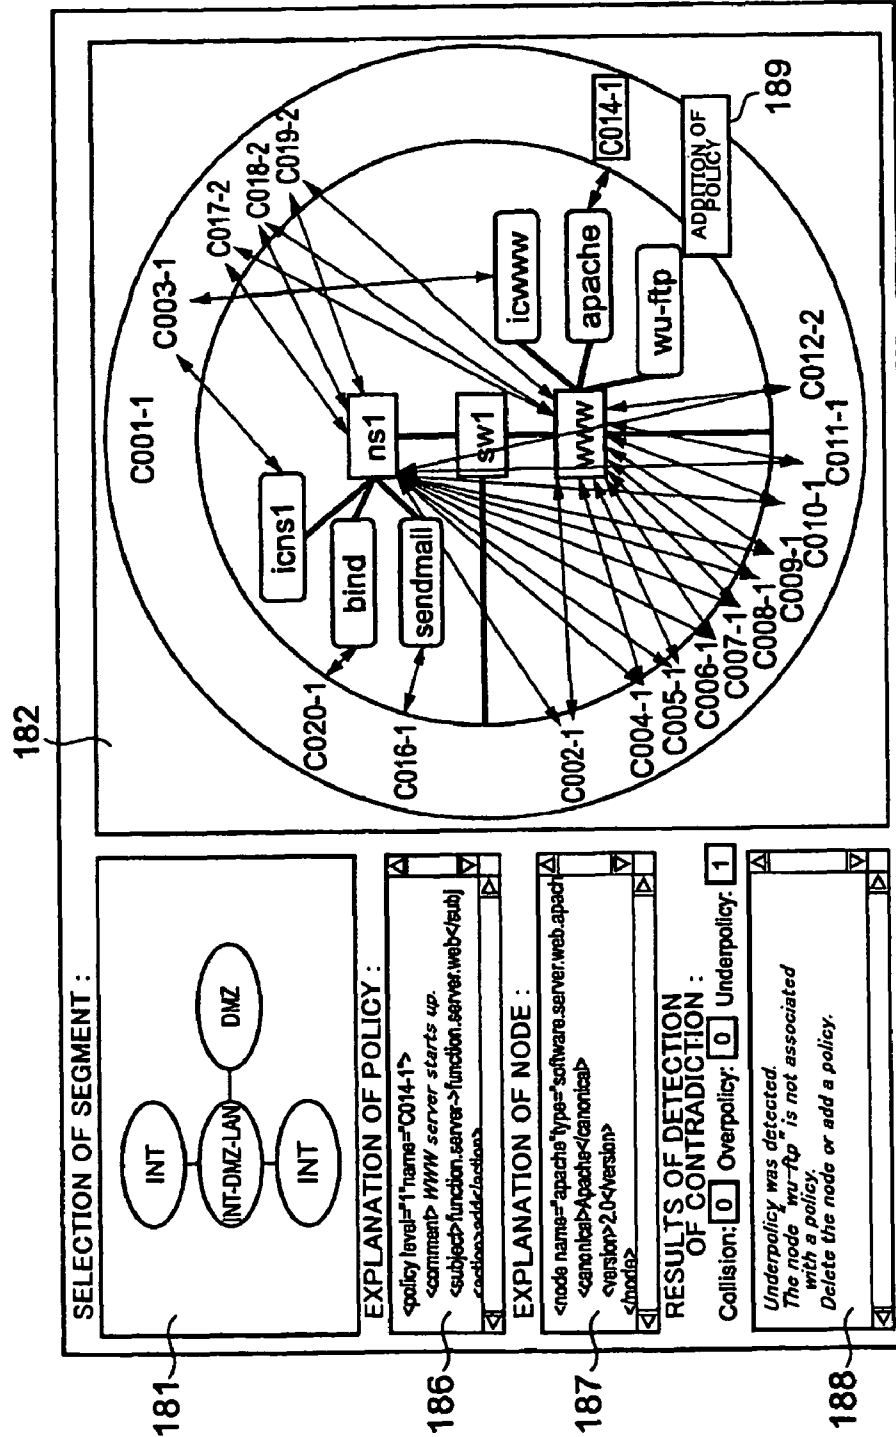 182
181
SELECTION OF SEGMENT :
INT
INT-DMZ-LAN
DMZ
INT
186
EXPLANATION OF POLICY :
<policy level="1"name="C014-1">
<comment> WWW server starts up.
<subject>function.server->function.server.web</subj
<action>add</action>
187
EXPLANATION OF NODE :
<node name="apache"type="software.server.web.apach
<canonical>Apache</canonical>
<version>2.0</version>
</node>
188
RESULTS OF DETECTION
OF CONTRADICTION :
Collision: 0 Overpolicy: 0 Underpolicy: 1
Underpolicy was detected.
The node "wu-ftp" is not associated
with a policy.
Delete the node or add a policy.
C001-1
C003-1
C017-2
C018-2
C019-2
C020-1
C016-1
icns1
bind
sendmail
ns1
sw1
www
icwww
apache
wu-ftp
C014-1
ADDITION OF
POLICY
189
C002-1
C004-1
C005-1
C006-1
C007-1
C008-1
C009-1
C010-1
C011-1
C012-2